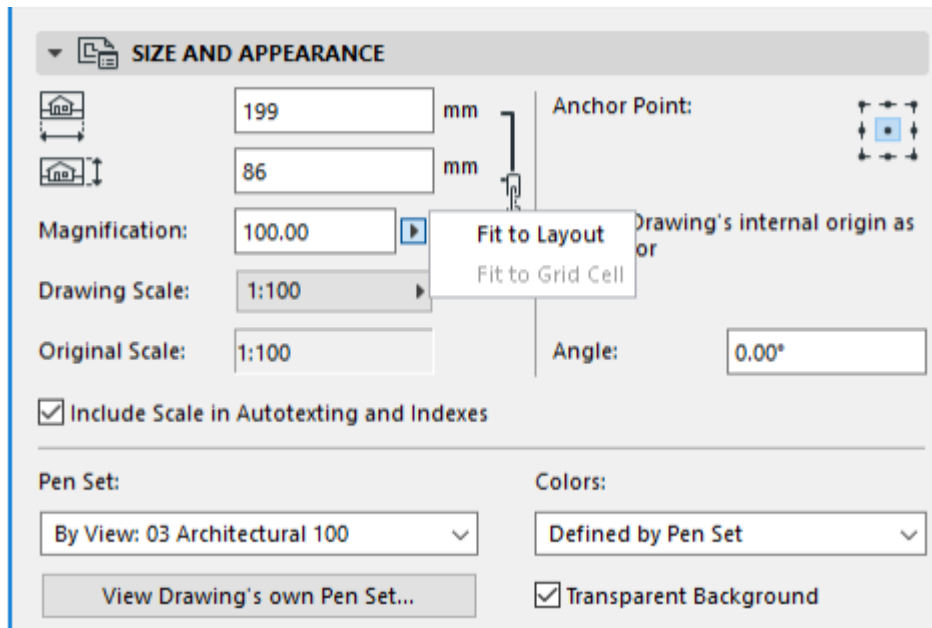 SIZE AND APPEARANCE
199 mm
86 mm
Magnification: 100.00
Fit to Layout
Fit to Grid Cell
Drawing Scale: 1:100
Original Scale: 1:100
Anchor Point:
Drawing's internal origin as
or
Angle: 0.00°
Include Scale in Autotexting and Indexes
Pen Set:
By View: 03 Architectural 100
View Drawing's own Pen Set...
Colors:
Defined by Pen Set
Transparent Background